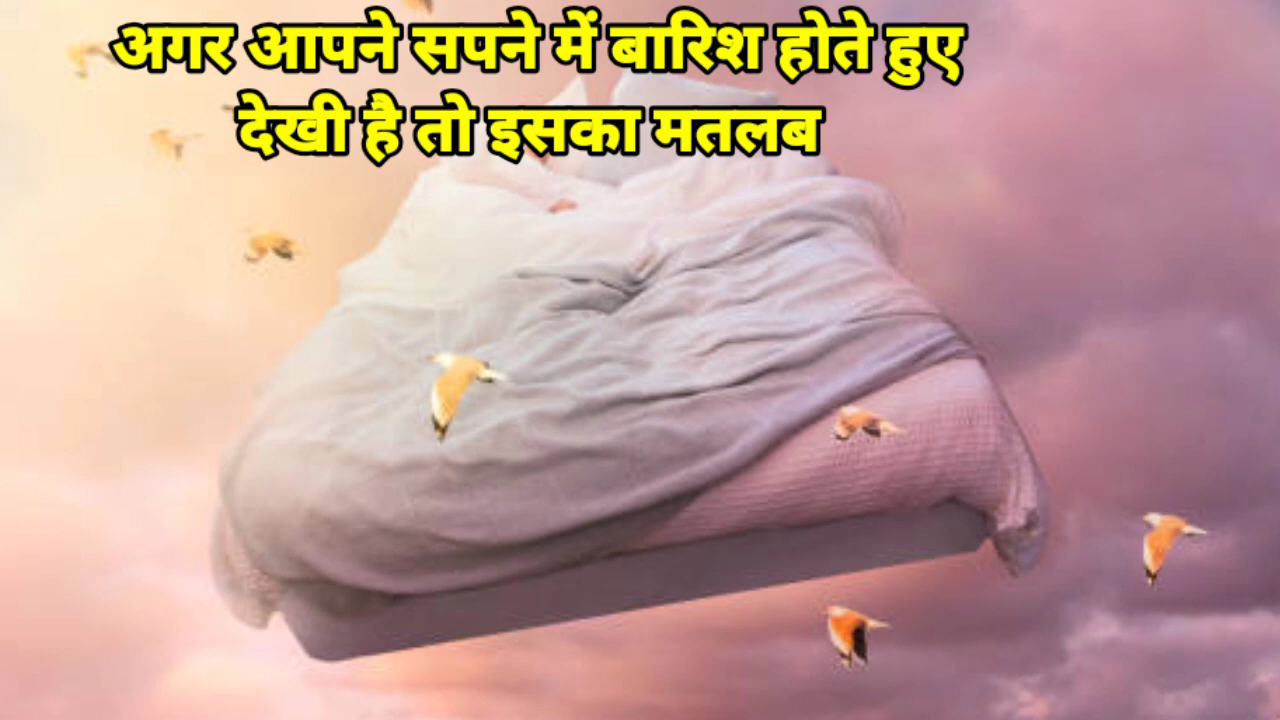 अगर आपने सपने में बारिश होते हुए
देखी है तो इसका मतलब